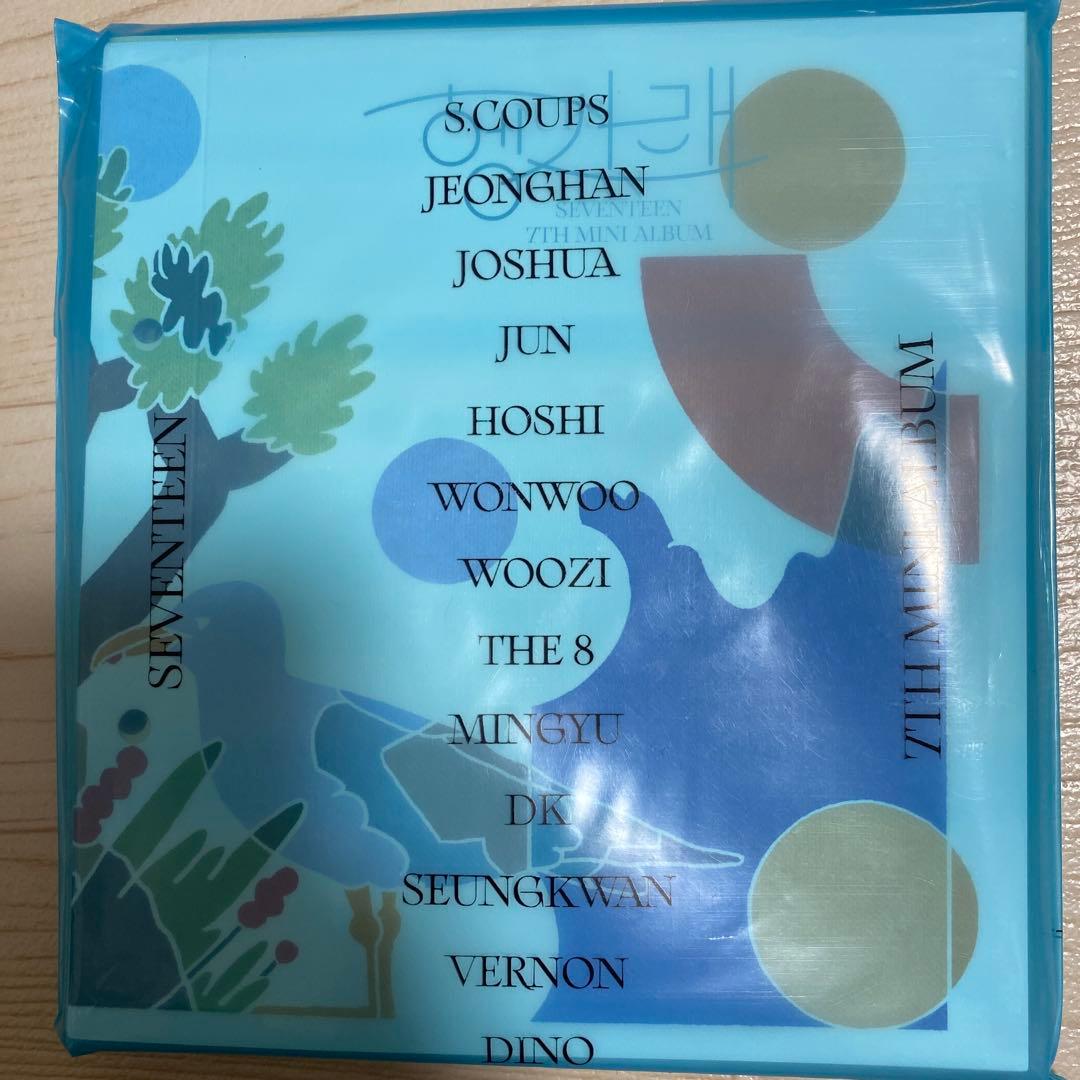 헹가래
SEVENTEEN
7TH MINI ALBUM
S.COUPS
JEONGHAN
JOSHUA
JUN
HOSHI
WONWOO
WOOZI
THE 8
MINGYU
DK
SEUNGKWAN
VERNON
DINO
SEVENTEEN
7TH MINI ALBUM